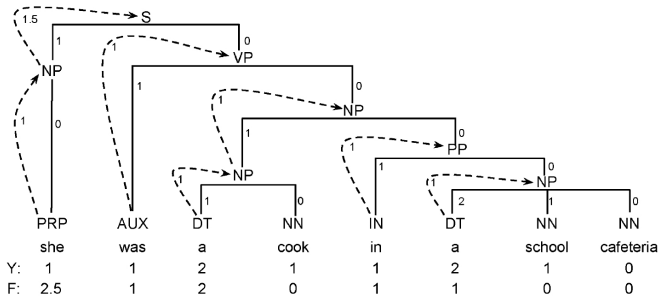 1.5 S
1 0
1 VP
NP
1 0
NP
1
1 0 1 0
1 PP
NP 1 0
1 1 NP
1 0 2 1 0
PRP AUX DT NN IN DT NN NN
she was a cook in a school cafeteria
Y: 1 1 2 1 1 2 1 0
F: 2.5 1 2 0 1 1 0 0